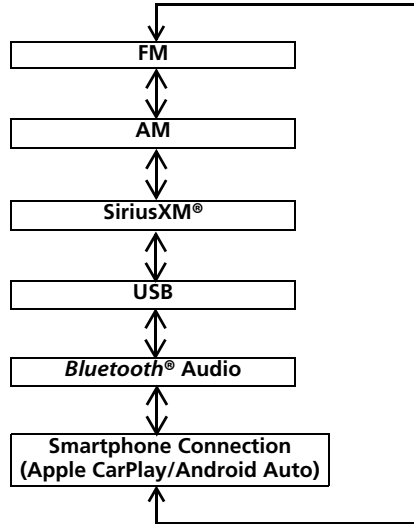 FM
AM
SiriusXM®
USB
Bluetooth® Audio
Smartphone Connection
(Apple CarPlay/Android Auto)